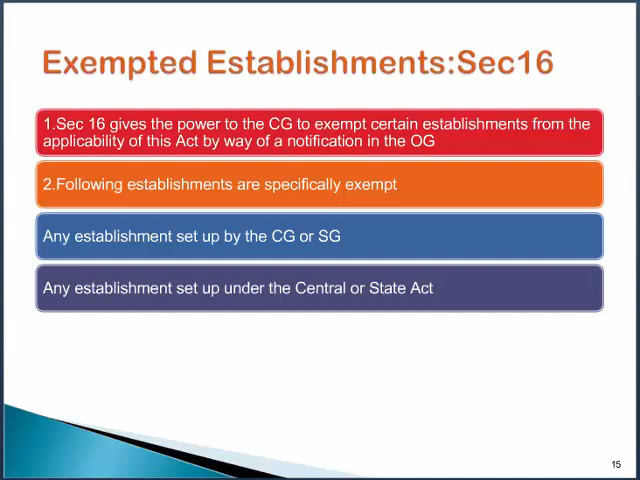 Exempted Establishments:Sec16
1.Sec 16 gives the power to the CG to exempt certain establishments from the
applicability of this Act by way of a notification in the OG
2.Following establishments are specifically exempt
Any establishment set up by the CG or SG
Any establishment set up under the Central or State Act
15